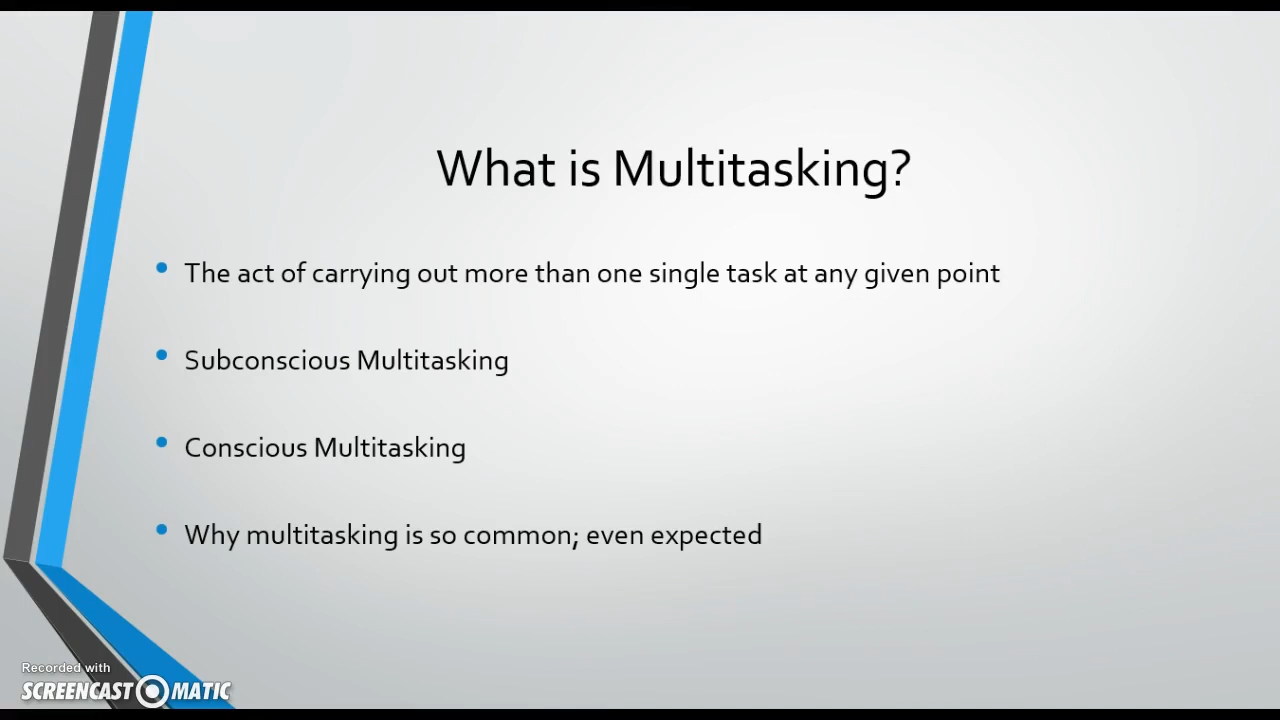 What is Multitasking?
The act of carrying out more than one single task at any given point
Subconscious Multitasking
Conscious Multitasking
Why multitasking is so common; even expected
Recorded with
SCREENCAST MATIC